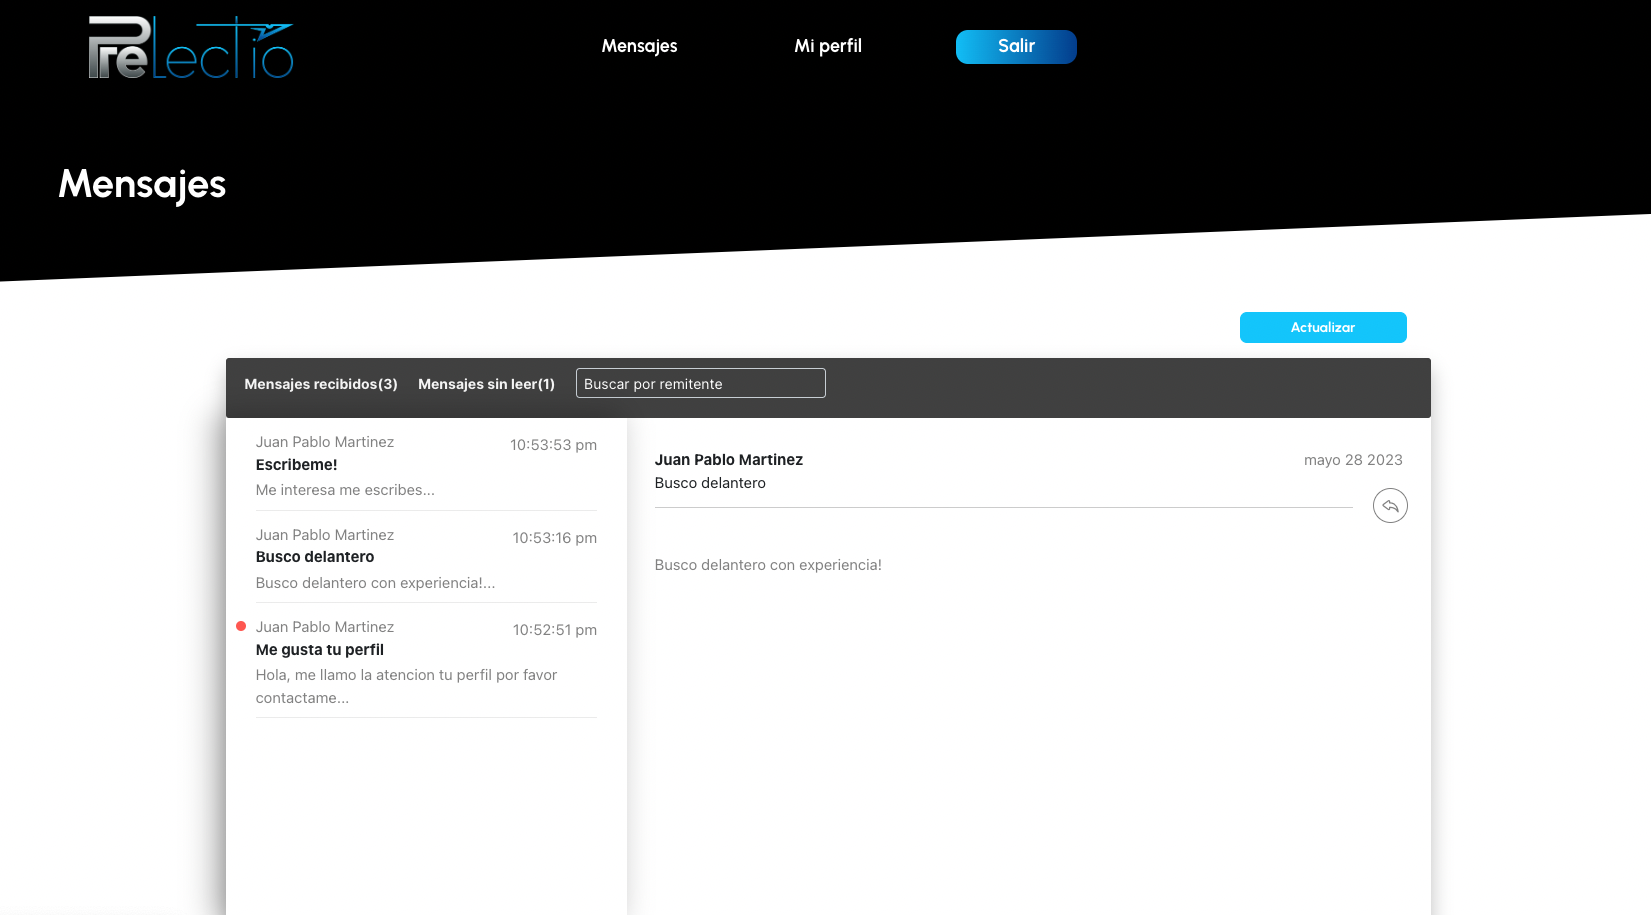 PreLectio
Mensajes
Mi perfil
Salir
Mensajes
Actualizar
Mensajes recibidos(3)
Mensajes sin leer(1)
Buscar por remitente
Juan Pablo Martinez
10:53:53 pm
Escribeme!
Me interesa me escribes...
Juan Pablo Martinez
10:53:16 pm
Busco delantero
Busco delantero con experiencia!...
Juan Pablo Martinez
10:52:51 pm
Me gusta tu perfil
Hola, me llamo la atencion tu perfil por favor
contactame...
Juan Pablo Martinez
mayo 28 2023
Busco delantero
Busco delantero con experiencia!